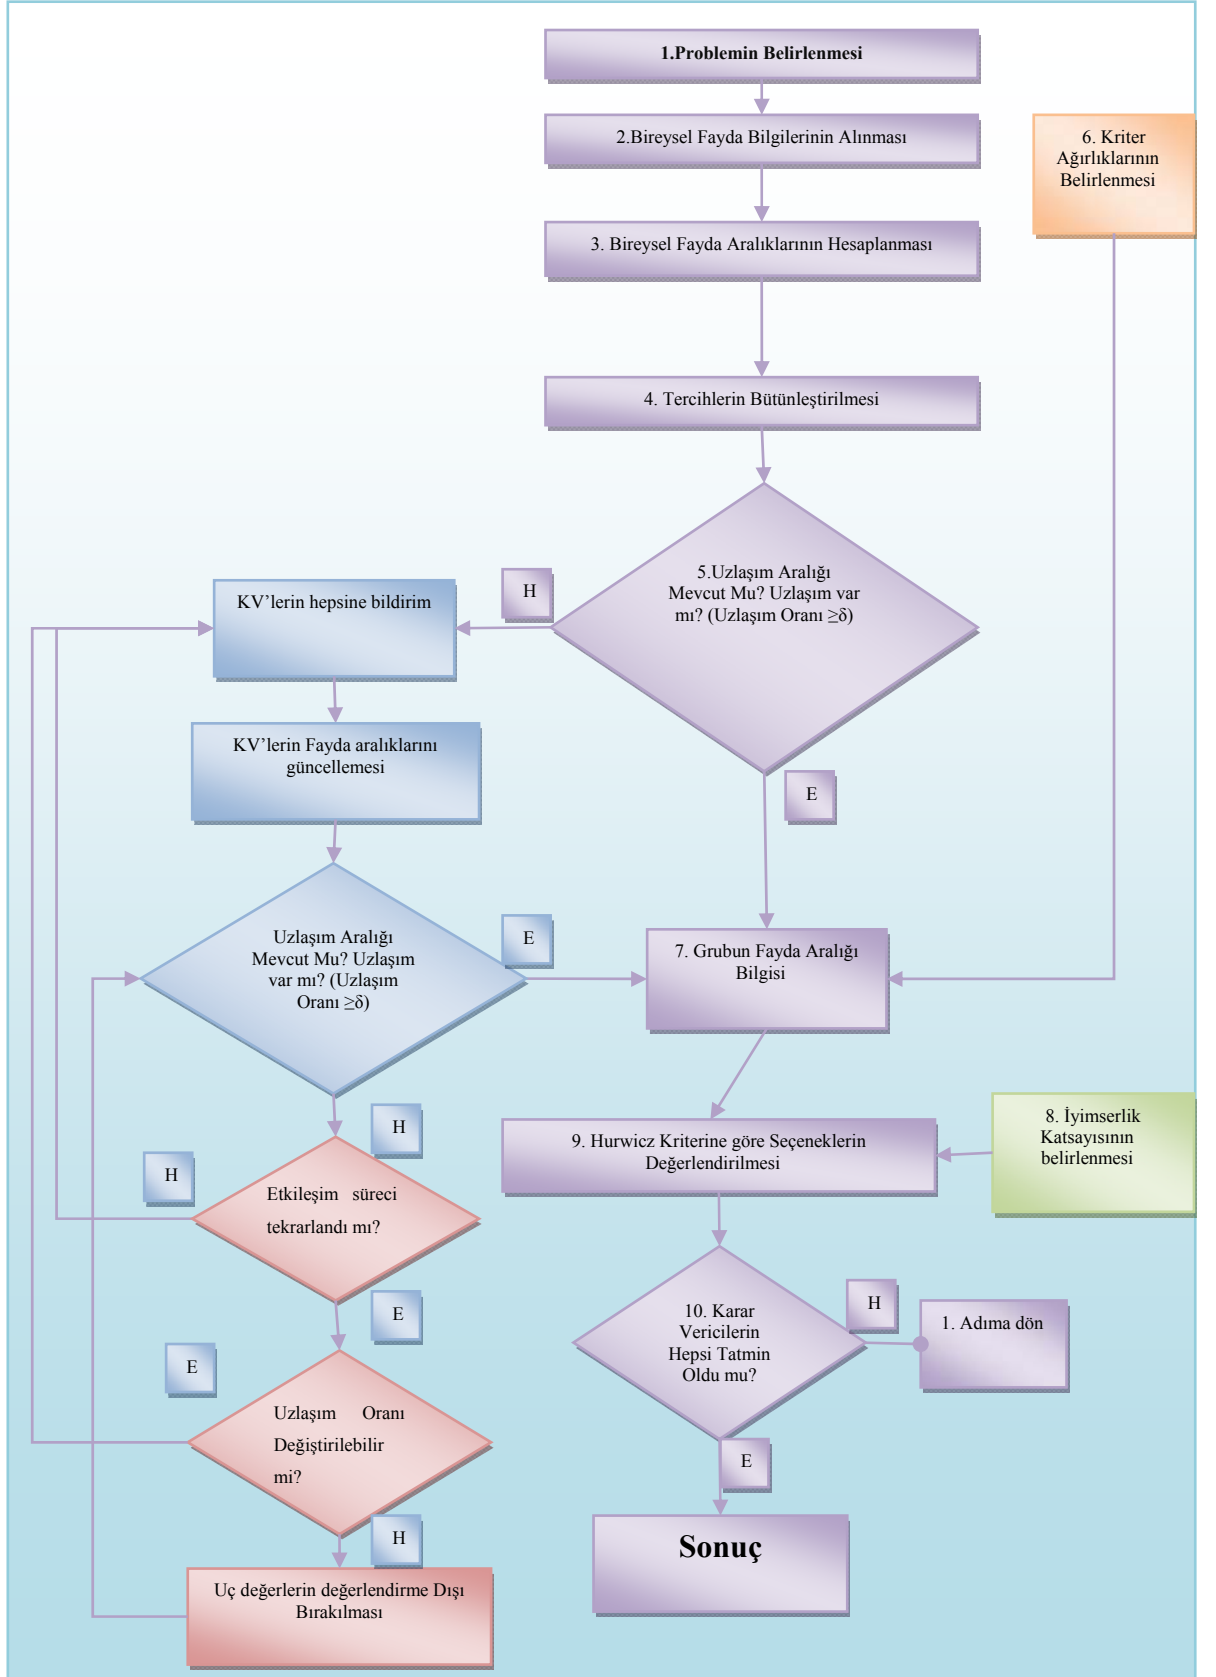 1.Problemin Belirlenmesi
2.Bireysel Fayda Bilgilerinin Alınması
6. Kriter
Ağırlıklarının
Belirlenmesi
3. Bireysel Fayda Aralıklarının Hesaplanması
4. Tercihlerin Bütünleştirilmesi
5.Uzlaşım Aralığı
Mevcut Mu? Uzlaşım var
mı? (Uzlaşım Oranı ≥δ)
H
KV’lerin hepsine bildirim
KV’lerin Fayda aralıklarını
güncellemesi
E
Uzlaşım Aralığı
Mevcut Mu? Uzlaşım
var mı? (Uzlaşım
Oranı ≥δ)
E
7. Grubun Fayda Aralığı
Bilgisi
H
9. Hurwicz Kriterine göre Seçeneklerin
Değerlendirilmesi
8. İyimserlik
Katsayısının
belirlenmesi
H
Etkileşim süreci
tekrarlandı mı?
E
10. Karar
Vericilerin
Hepsi Tatmin
Oldu mu?
H
1. Adıma dön
E
Uzlaşım Oranı
Değiştirilebilir
mi?
E
H
Sonuç
Uç değerlerin değerlendirme Dışı
Bırakılması